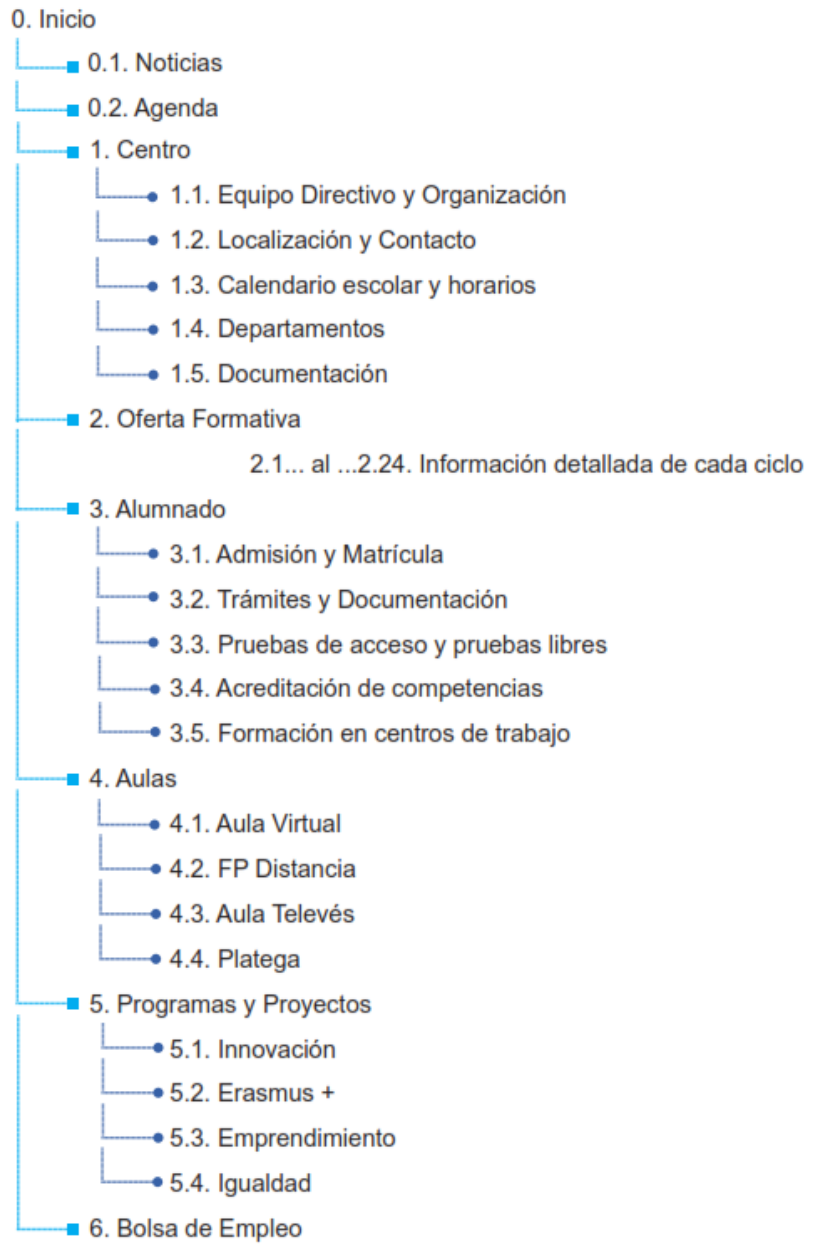 0. Inicio
0.1. Noticias
0.2. Agenda
1. Centro
1.1. Equipo Directivo y Organización
1.2. Localización y Contacto
1.3. Calendario escolar y horarios
1.4. Departamentos
1.5. Documentación
2. Oferta Formativa
2.1... al ...2.24. Información detallada de cada ciclo
3. Alumnado
3.1. Admisión y Matrícula
3.2. Trámites y Documentación
3.3. Pruebas de acceso y pruebas libres
3.4. Acreditación de competencias
3.5. Formación en centros de trabajo
4. Aulas
4.1. Aula Virtual
4.2. FP Distancia
4.3. Aula Televés
4.4. Platega
5. Programas y Proyectos
5.1. Innovación
5.2. Erasmus +
5.3. Emprendimiento
5.4. Igualdad
6. Bolsa de Empleo